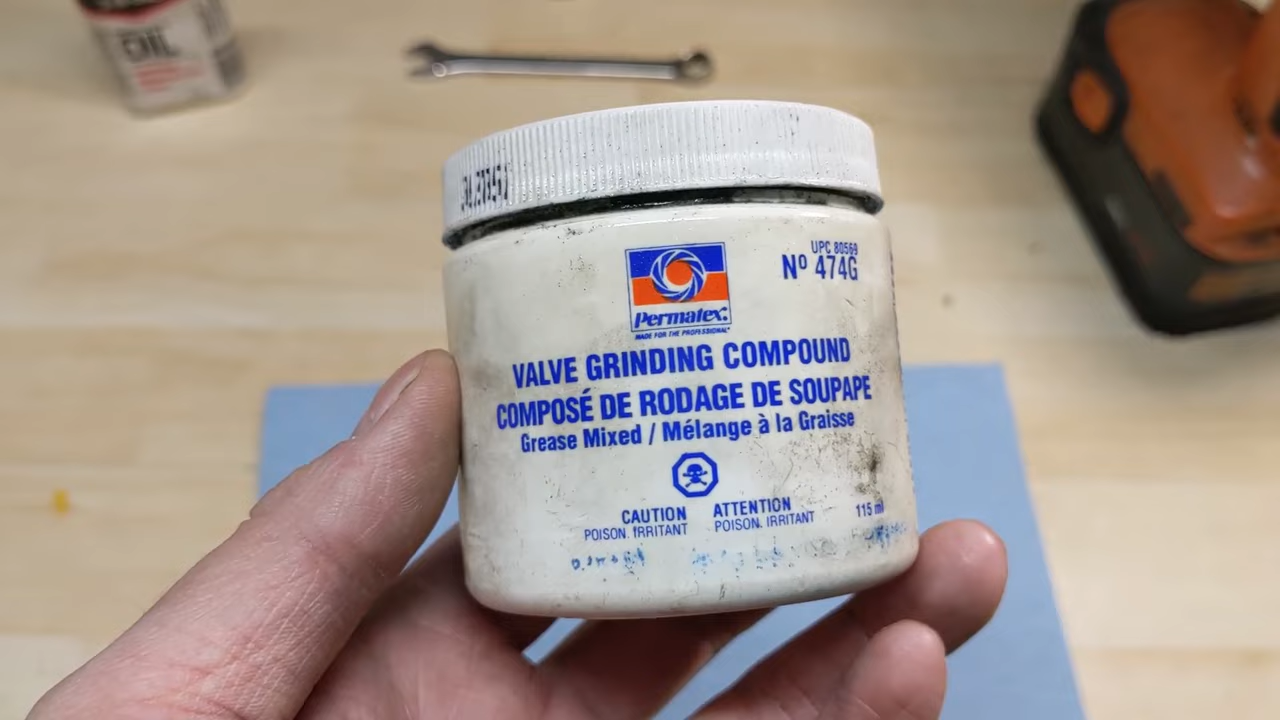 OIL
UPC 80569
Nº 474G
Permatex.
MADE FOR THE PROFESSIONAL
VALVE GRINDING COMPOUND
COMPOSÉ DE RODAGE DE SOUPAPE
Grease Mixed / Mélange à la Graisse
CAUTION ATTENTION
POISON. IRRITANT POISON. IRRITANT
115 ml